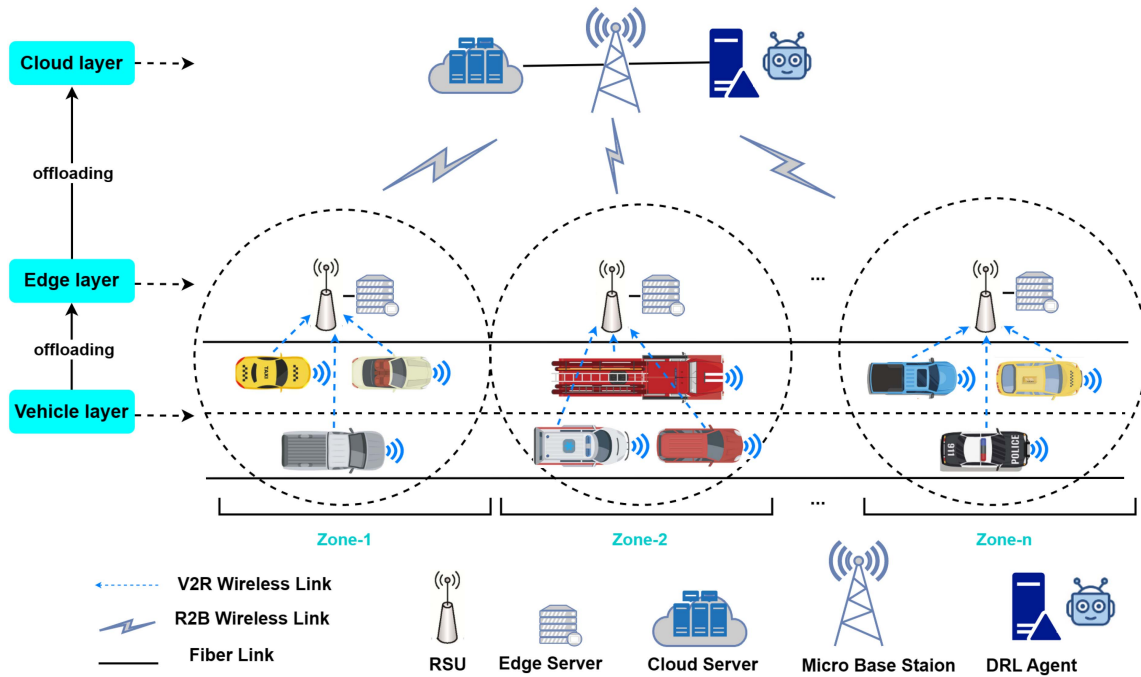 Cloud layer
offloading
Edge layer
...
offloading
TAXI
Vehicle layer
911 POLICE
...
Zone-1
Zone-2
Zone-n
V2R Wireless Link
R2B Wireless Link
Fiber Link
RSU
Edge Server
Cloud Server
Micro Base Staion
DRL Agent